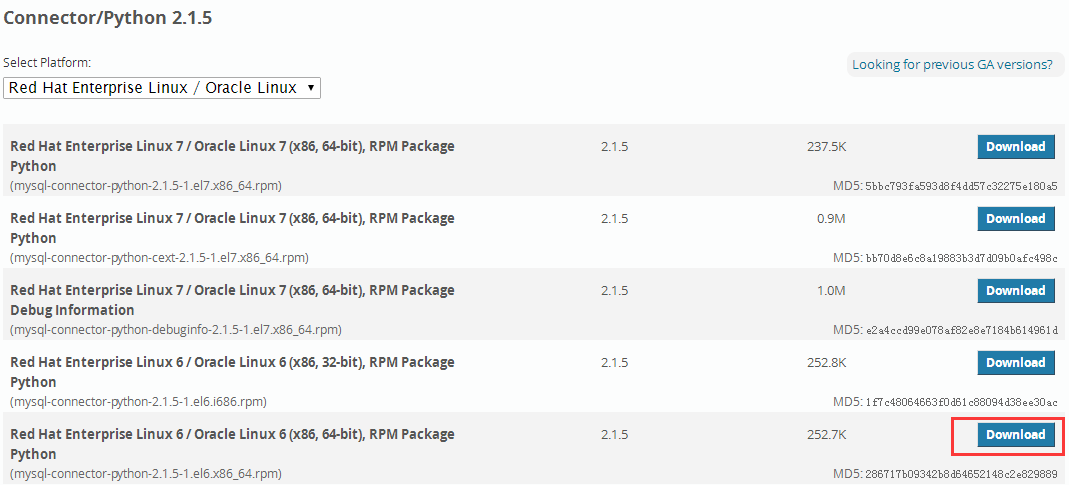 Connector/Python 2.1.5
Select Platform:
Looking for previous GA versions?
Red Hat Enterprise Linux / Oracle Linux
Red Hat Enterprise Linux 7 / Oracle Linux 7 (x86, 64-bit), RPM Package 2.1.5 237.5K Download
Python
(mysql-connector-python-2.1.5-1.el7.x86_64.rpm) MD5: 5bbc793fa593d8f4dd57c32275e180a5
Red Hat Enterprise Linux 7 / Oracle Linux 7 (x86, 64-bit), RPM Package 2.1.5 0.9M Download
Python
(mysql-connector-python-cext-2.1.5-1.el7.x86_64.rpm) MD5: bb70d8e6c8a19883b3d7d09b0afc498c
Red Hat Enterprise Linux 7 / Oracle Linux 7 (x86, 64-bit), RPM Package 2.1.5 1.0M Download
Debug Information
(mysql-connector-python-debuginfo-2.1.5-1.el7.x86_64.rpm) MD5: e2a4ccd99e078af82e8e7184b614961d
Red Hat Enterprise Linux 6 / Oracle Linux 6 (x86, 32-bit), RPM Package 2.1.5 252.8K Download
Python
(mysql-connector-python-2.1.5-1.el6.i686.rpm) MD5: 1f7c48064663f0d61c88094d38ee30ac
Red Hat Enterprise Linux 6 / Oracle Linux 6 (x86, 64-bit), RPM Package 2.1.5 252.7K Download
Python
(mysql-connector-python-2.1.5-1.el6.x86_64.rpm) MD5: 286717b09342b8d64652148c2e829889